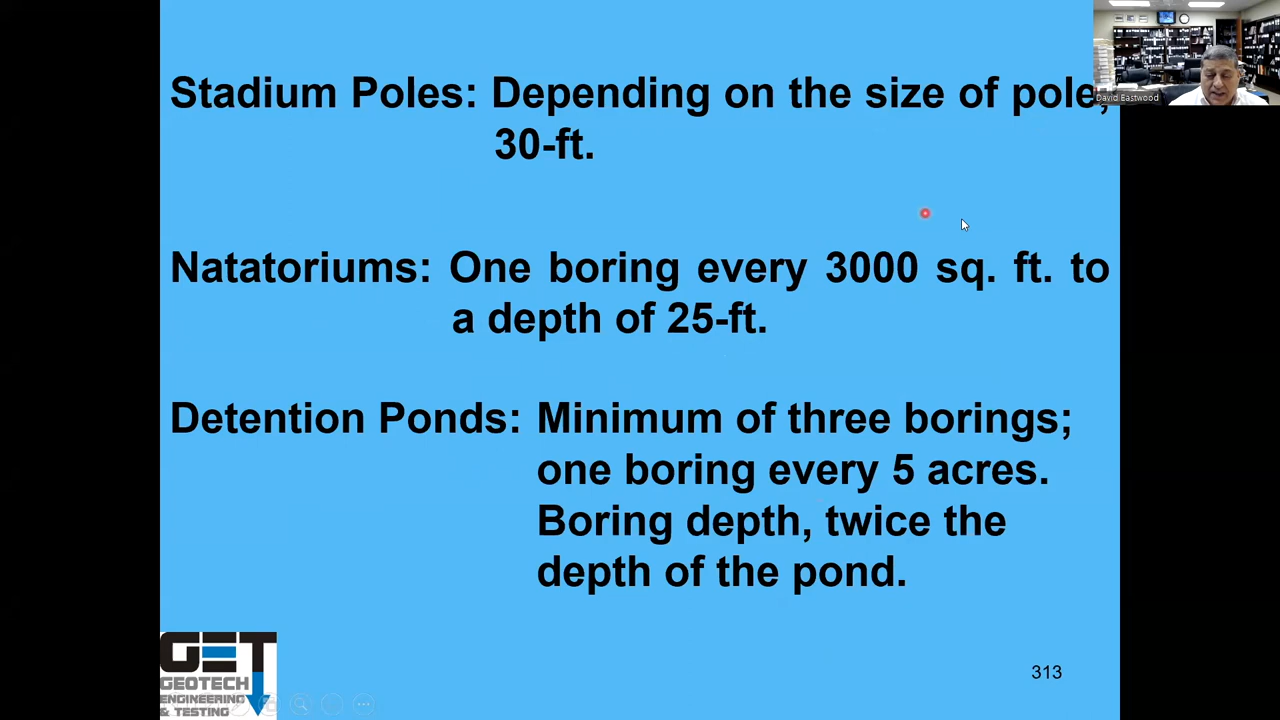 Stadium Poles: Depending on the size of pole,
30-ft.
David Eastwood
Natatoriums: One boring every 3000 sq. ft. to
a depth of 25-ft.
Detention Ponds: Minimum of three borings;
one boring every 5 acres.
Boring depth, twice the
depth of the pond.
GET
GEOTECH
ENGINEERING
& TESTING
313